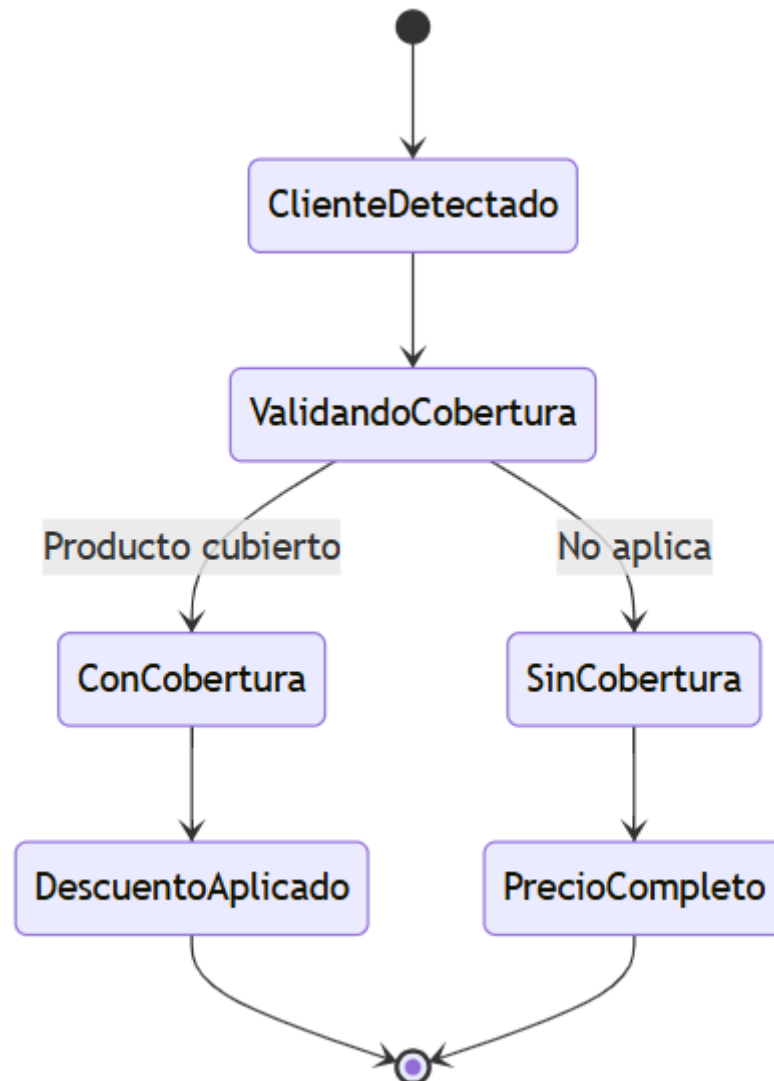 ClienteDetectado
ValidandoCobertura
Producto cubierto
No aplica
ConCobertura
SinCobertura
DescuentoAplicado
PrecioCompleto